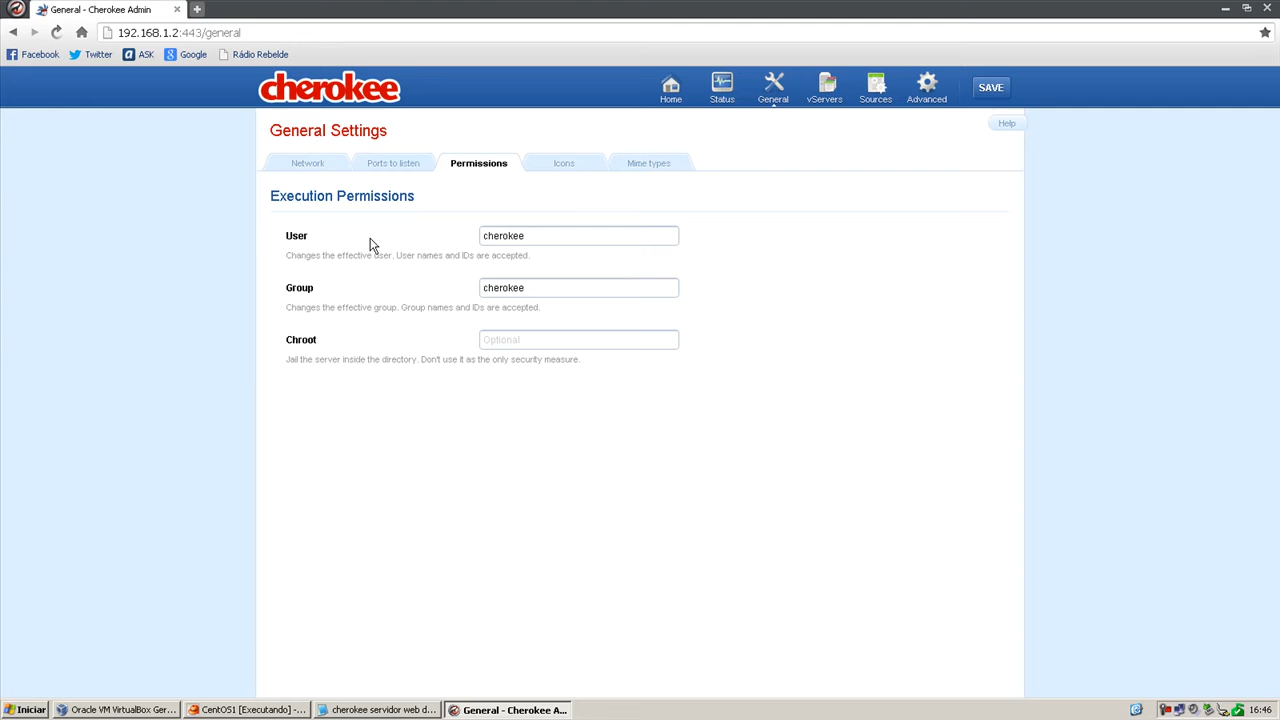 General - Cherokee Admin
192.168.1.2:443/general
Facebook Twitter ASK Google Rádio Rebelde
cherokee
Home Status General vServers Sources Advanced SAVE
General Settings
Help
Network Ports to listen Permissions Icons Mime types
Execution Permissions
User cherokee
Changes the effective user. User names and IDs are accepted.
Group cherokee
Changes the effective group. Group names and IDs are accepted.
Chroot Optional
Jail the server inside the directory. Don't use it as the only security measure.
Iniciar Oracle VM VirtualBox Ger... CentOS1 [Executando] -... cherokee servidor web d... General - Cherokee A... 16:46